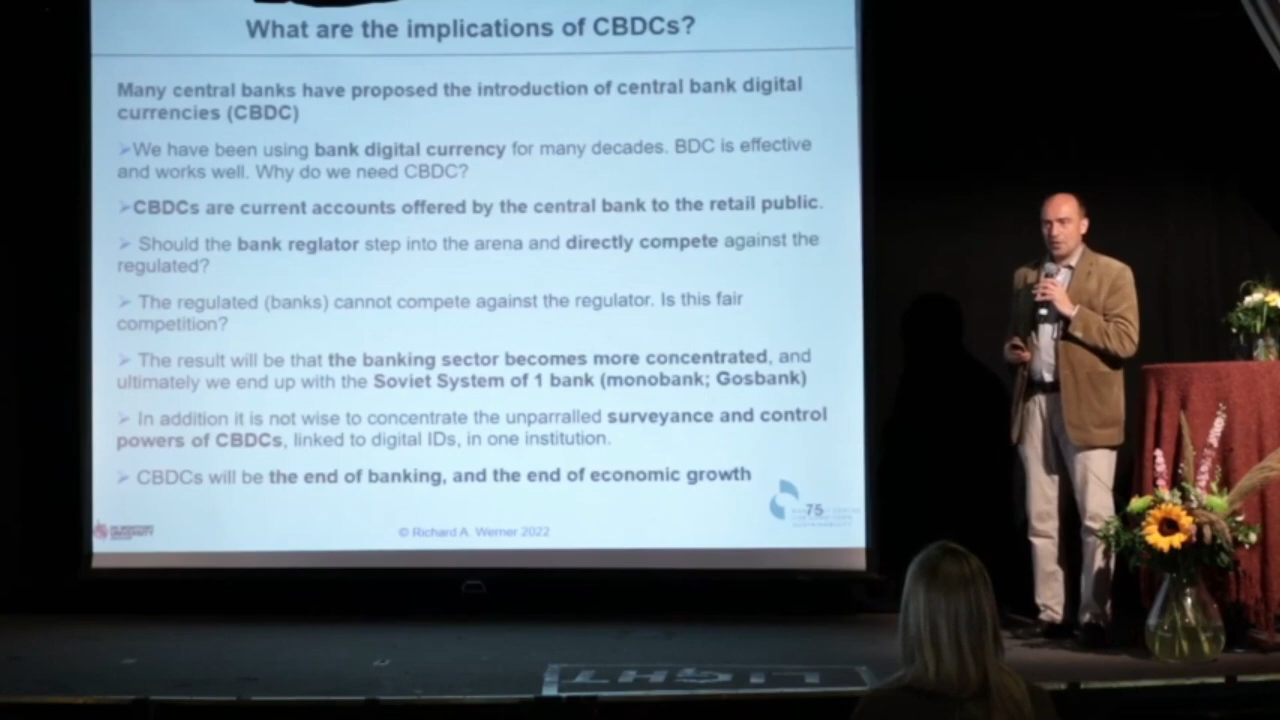 What are the implications of CBDCs?
Many central banks have proposed the introduction of central bank digital
currencies (CBDC)
➢We have been using bank digital currency for many decades. BDC is effective
and works well. Why do we need CBDC?
➢CBDCs are current accounts offered by the central bank to the retail public.
➢ Should the bank reglator step into the arena and directly compete against the
regulated?
➢ The regulated (banks) cannot compete against the regulator. Is this fair
competition?
➢ The result will be that the banking sector becomes more concentrated, and
ultimately we end up with the Soviet System of 1 bank (monobank; Gosbank)
➢ In addition it is not wise to concentrate the unparralled surveyance and control
powers of CBDCs, linked to digital IDs, in one institution.
➢ CBDCs will be the end of banking, and the end of economic growth
75
SUSTAINABILITY
UNIVERSITY
© Richard A. Werner 2022
LIGHT